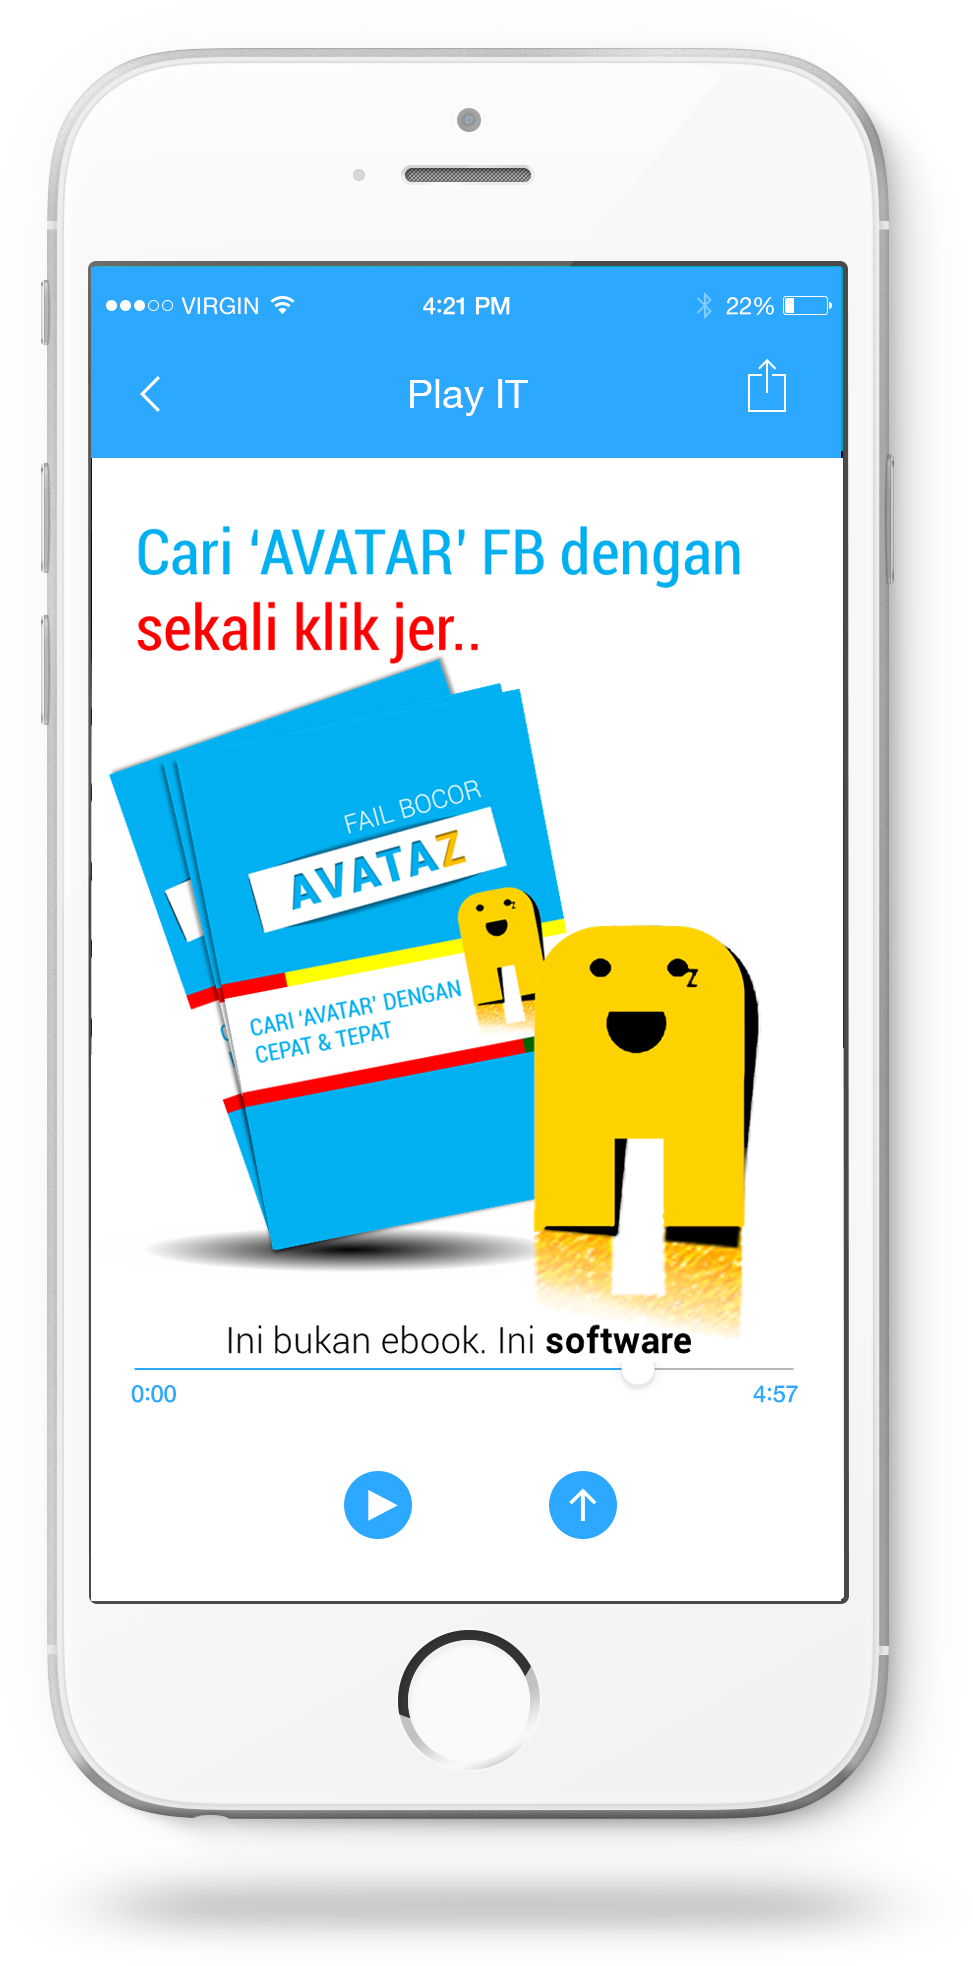 VIRGIN
4:21 PM
22%
Play IT
Cari ‘AVATAR’ FB dengan
sekali klik jer..
FAIL BOCOR
AVATAZ
z
CARI ‘AVATAR’ DENGAN
CEPAT & TEPAT
z
Ini bukan ebook. Ini software
0:00
4:57